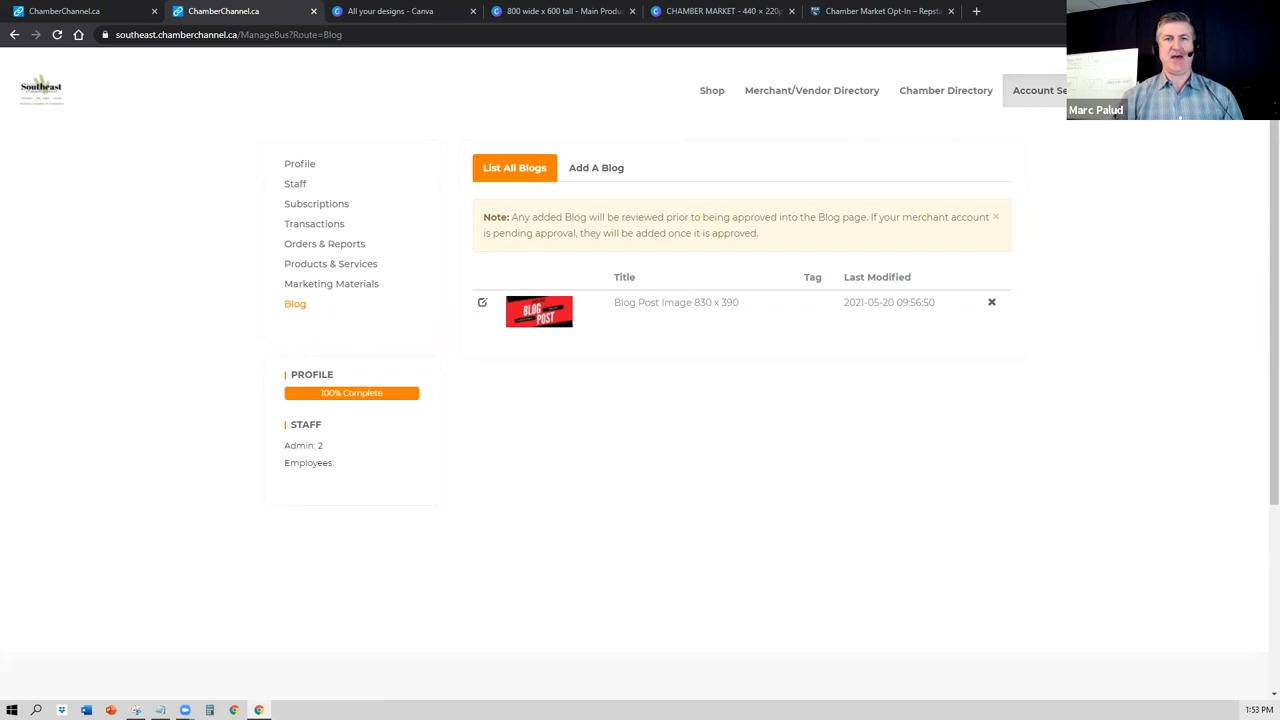 ChamberChannel.ca
ChamberChannel.ca
All your designs - Canva
800 wide x 600 tall - Main Produ
CHAMBER MARKET - 440 x 220p
Chamber Market Opt-In – Repsta
southeast.chamberchannel.ca/ManageBus?Route=Blog
Marc Palud
Southeast
Shop
Merchant/Vendor Directory
Chamber Directory
Account Se
Profile
Staff
Subscriptions
Transactions
Orders & Reports
Products & Services
Marketing Materials
Blog
PROFILE
100% Complete
STAFF
Admin: 2
Employees:
List All Blogs
Add A Blog
Note: Any added Blog will be reviewed prior to being approved into the Blog page. If your merchant account
is pending approval, they will be added once it is approved.
Title
Tag
Last Modified
BLOG
POST
Blog Post Image 830 x 390
2021-05-20 09:56:50
1:53 PM